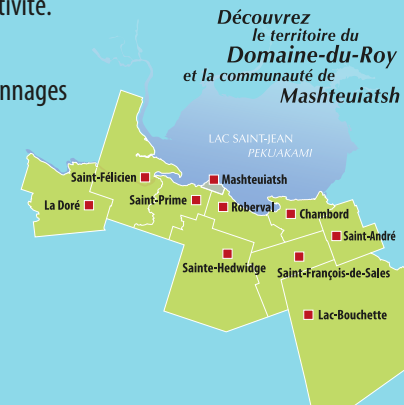 tivité.
nnages
Découvrez
le territoire du
Domaine-du-Roy
et la communauté de
Mashteuiatsh
LAC SAINT-JEAN
PEKUAKAMI
Saint-Félicien
Mashteuiatsh
La Doré
Saint-Prime
Roberval
Chambord
Saint-André
Sainte-Hedwidge
Saint-François-de-Sales
Lac-Bouchette